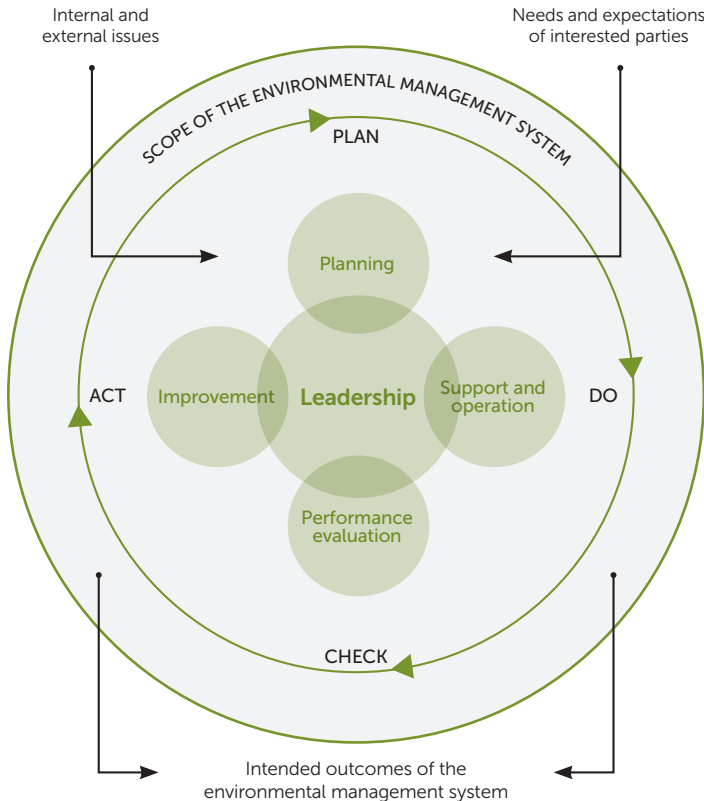 Internal and
external issues
Needs and expectations
of interested parties
SCOPE OF THE ENVIRONMENTAL MANAGEMENT SYSTEM
PLAN
Planning
ACT
Improvement
Leadership
Support and
operation
DO
Performance
evaluation
CHECK
Intended outcomes of the
environmental management system